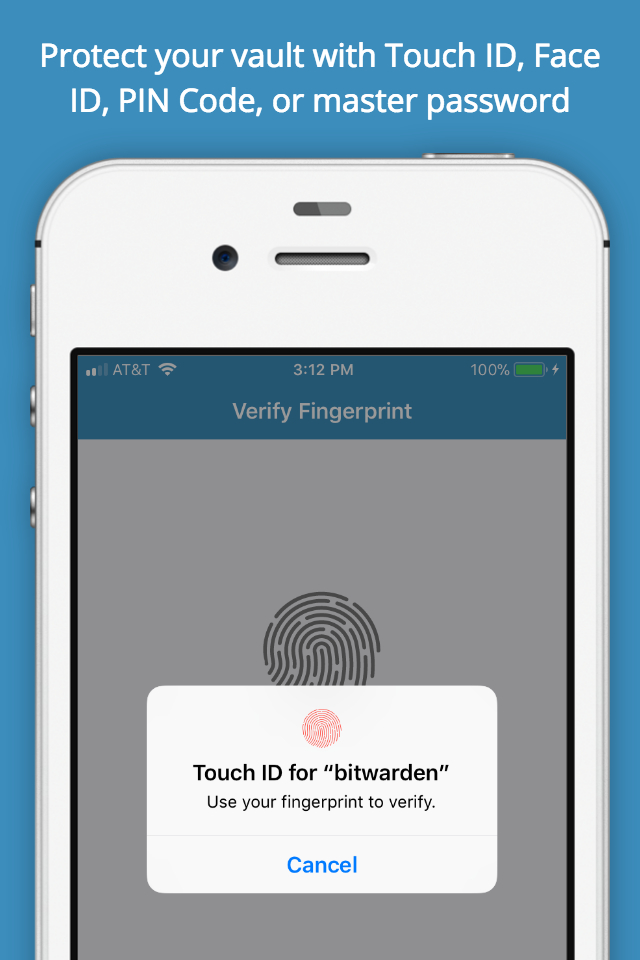 Protect your vault with Touch ID, Face
ID, PIN Code, or master password
AT&T 3:12 PM 100%
Verify Fingerprint
Touch ID for “bitwarden”
Use your fingerprint to verify.
Cancel